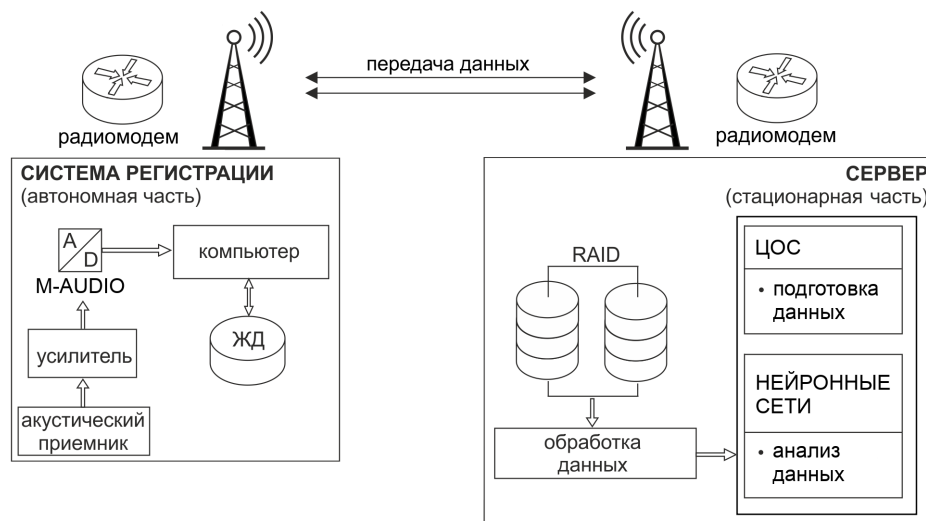 передача данных
радиомодем
радиомодем
СИСТЕМА РЕГИСТРАЦИИ
(автономная часть)
A
D
M-AUDIO
компьютер
ЖД
усилитель
акустический
приемник
СЕРВЕР
(стационарная часть)
RAID
обработка
данных
ЦОС
• подготовка
данных
НЕЙРОННЫЕ
СЕТИ
• анализ
данных